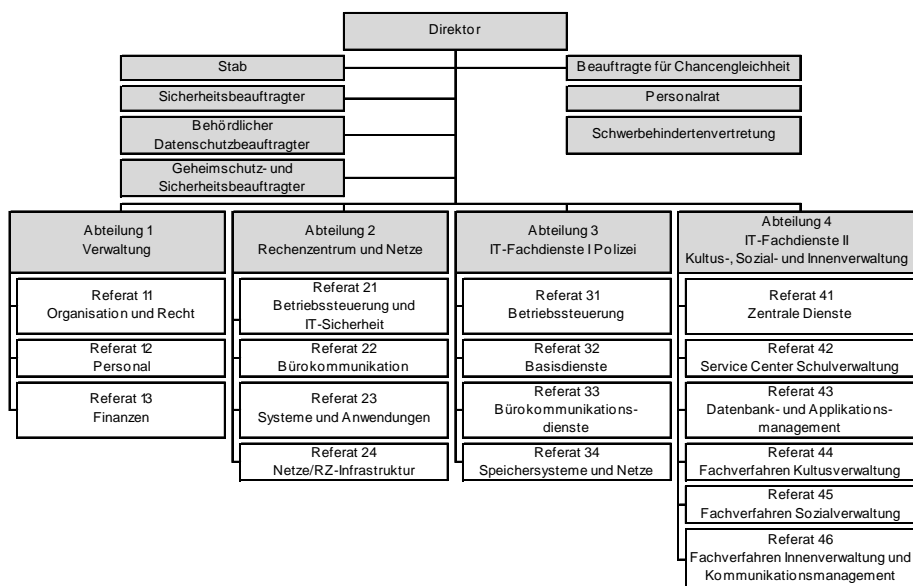 Direktor
Stab
Beauftragte für Chancengleichheit
Sicherheitsbeauftragter
Personalrat
Behördlicher
Datenschutzbeauftragter
Schwerbehindertenvertretung
Geheimschutz- und
Sicherheitsbeauftragter
Abteilung 1
Verwaltung
Referat 11
Organisation und Recht
Referat 12
Personal
Referat 13
Finanzen
Abteilung 2
Rechenzentrum und Netze
Referat 21
Betriebssteuerung und
IT-Sicherheit
Referat 22
Bürokommunikation
Referat 23
Systeme und Anwendungen
Referat 24
Netze/RZ-Infrastruktur
Abteilung 3
IT-Fachdienste I Polizei
Referat 31
Betriebssteuerung
Referat 32
Basisdienste
Referat 33
Bürokommunikations-
dienste
Referat 34
Speichersysteme und Netze
Abteilung 4
IT-Fachdienste II
Kultus-, Sozial- und Innenverwaltung
Referat 41
Zentrale Dienste
Referat 42
Service Center Schulverwaltung
Referat 43
Datenbank- und Applikations-
management
Referat 44
Fachverfahren Kultusverwaltung
Referat 45
Fachverfahren Sozialverwaltung
Referat 46
Fachverfahren Innenverwaltung und
Kommunikationsmanagement